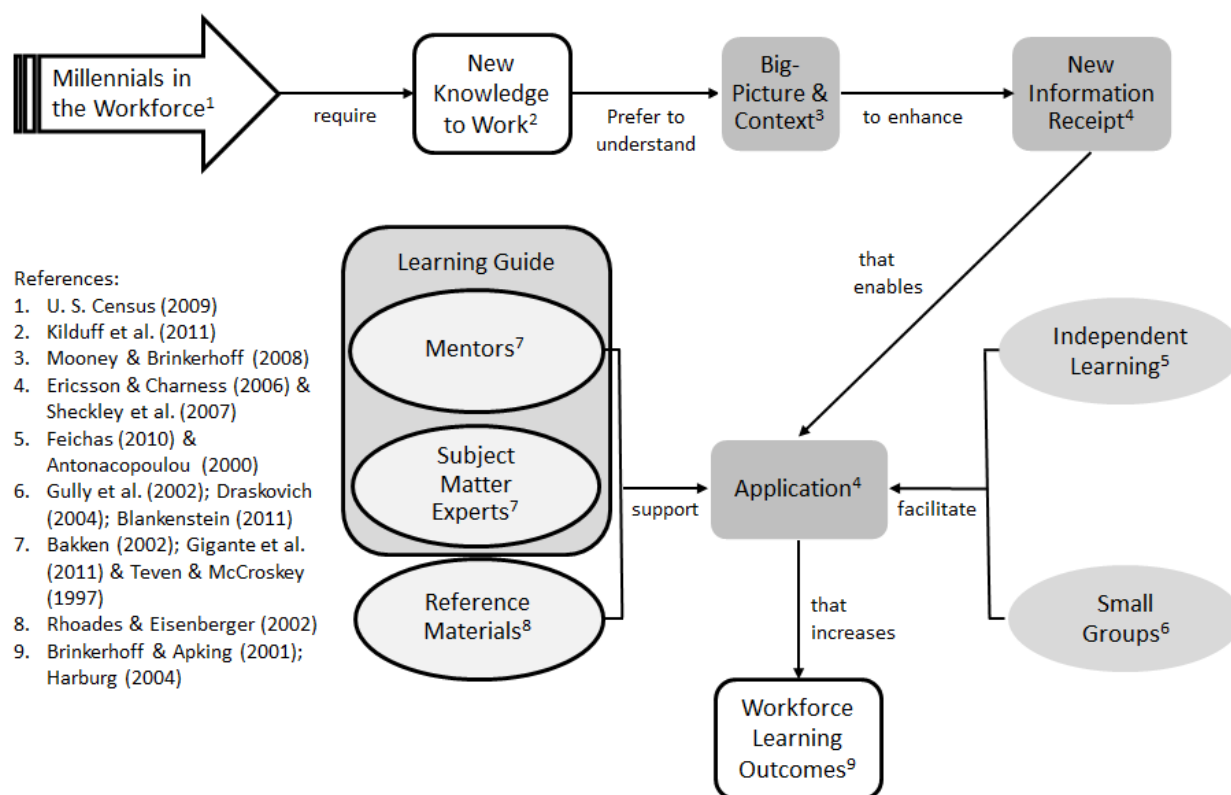 Millennials in
the Workforce¹
require
New
Knowledge
to Work²
Prefer to
understand
Big-
Picture &
Context³
to enhance
New
Information
Receipt⁴
that
enables
References:
1. U. S. Census (2009)
2. Kilduff et al. (2011)
3. Mooney & Brinkerhoff (2008)
4. Ericsson & Charness (2006) &
Sheckley et al. (2007)
5. Feichas (2010) &
Antonacopoulou (2000)
6. Gully et al. (2002); Draskovich
(2004); Blankenstein (2011)
7. Bakken (2002); Gigante et al.
(2011) & Teven & McCroskey
(1997)
8. Rhoades & Eisenberger (2002)
9. Brinkerhoff & Apking (2001);
Harburg (2004)
Learning Guide
Mentors⁷
Subject
Matter
Experts⁷
Reference
Materials⁸
support
Application⁴
facilitate
Independent
Learning⁵
Small
Groups⁶
that
increases
Workforce
Learning
Outcomes⁹